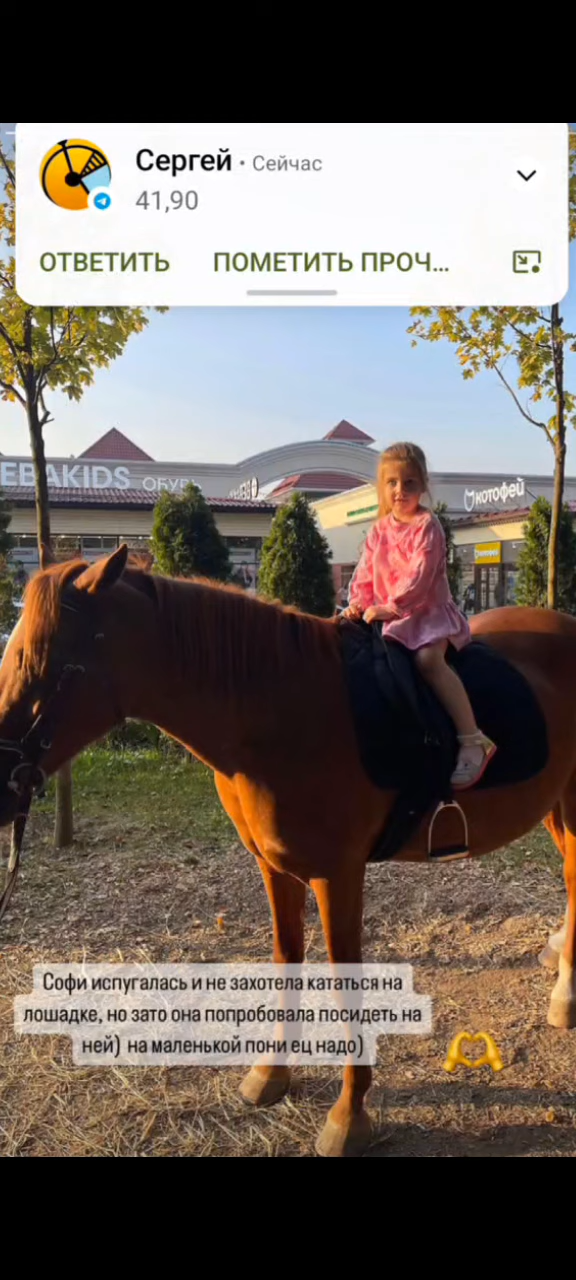 Сергей • Сейчас
41,90
ОТВЕТИТЬ ПОМЕТИТЬ ПРОЧ...
EBAKIDS ОБУВЬ
котофей
Софи испугалась и не захотела кататься на
лошадке, но зато она попробовала посидеть на
ней) на маленькой пони ец надо)